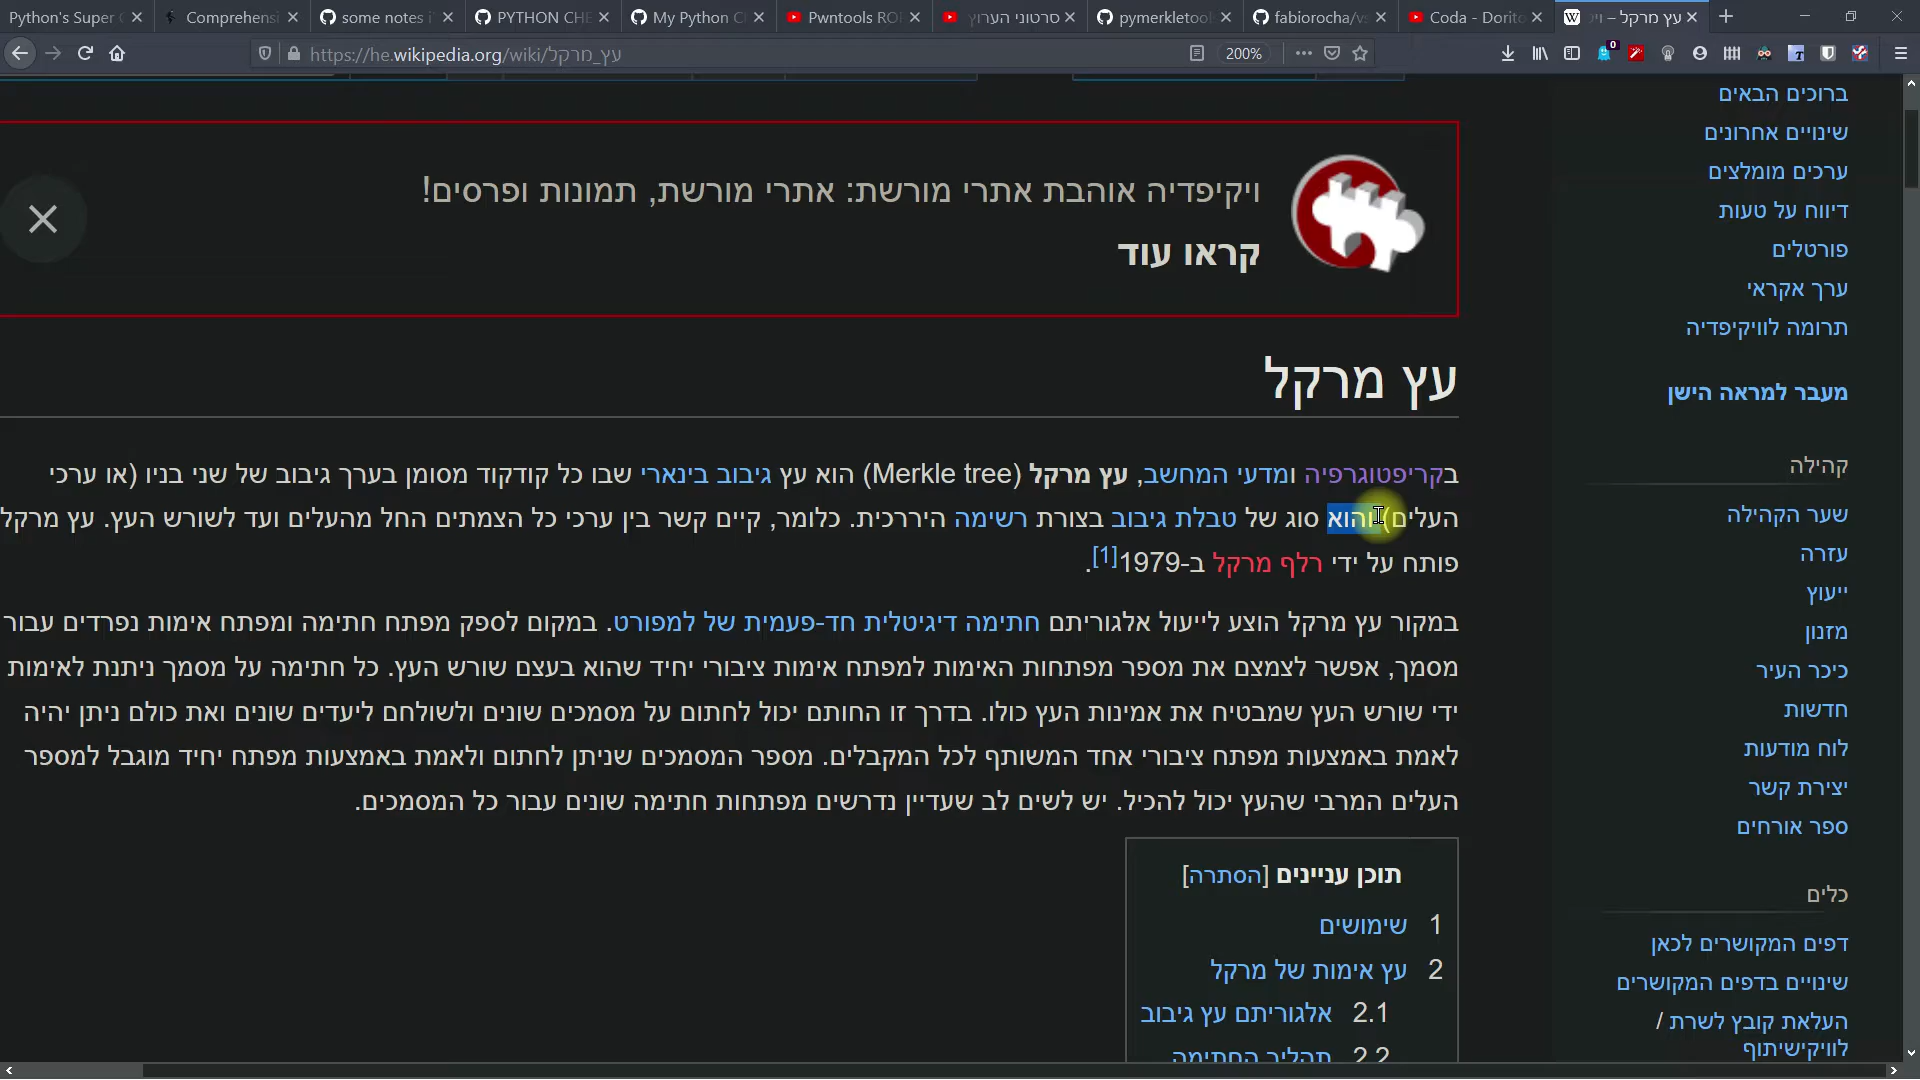 Python's Super
Comprehensi
some notes i
PYTHON CHE
My Python C
Pwntools RO
סרטוני הערוץ
pymerkletool
fabiorocha/vs
Coda - Dorito
עץ מרקל – וי
https://he.wikipedia.org/wiki/עץ_מרקל
200%
0
ויקיפדיה אוהבת אתרי מורשת: אתרי מורשת, תמונות ופרסים!
קראו עוד
עץ מרקל
בקריפטוגרפיה ומדעי המחשב, עץ מרקל (Merkle tree) הוא עץ גיבוב בינארי שבו כל קודקוד מסומן בערך גיבוב של שני בניו (או ערכי
העלים) והוא סוג של טבלת גיבוב בצורת רשימה היררכית. כלומר, קיים קשר בין ערכי כל הצמתים החל מהעלים ועד לשורש העץ. עץ מרקל
פותח על ידי רלף מרקל ב-1979[1].
במקור עץ מרקל הוצע לייעול אלגוריתם חתימה דיגיטלית חד-פעמית של למפורט. במקום לספק מפתח חתימה ומפתח אימות נפרדים עבור
מסמך, אפשר לצמצם את מספר מפתחות האימות למפתח אימות ציבורי יחיד שהוא בעצם שורש העץ. כל חתימה על מסמך ניתנת לאימות
ידי שורש העץ שמבטיח את אמינות העץ כולו. בדרך זו החותם יכול לחתום על מסמכים שונים ולשולחם ליעדים שונים ואת כולם ניתן יהיה
לאמת באמצעות מפתח ציבורי אחד המשותף לכל המקבלים. מספר המסמכים שניתן לחתום ולאמת באמצעות מפתח יחיד מוגבל למספר
העלים המרבי שהעץ יכול להכיל. יש לשים לב שעדיין נדרשים מפתחות חתימה שונים עבור כל המסמכים.
תוכן עניינים [הסתרה]
1 שימושים
2 עץ אימות של מרקל
2.1 אלגוריתם עץ גיבוב
2.2 תהליך החתימה
ברוכים הבאים
שינויים אחרונים
ערכים מומלצים
דיווח על טעות
פורטלים
ערך אקראי
תרומה לוויקיפדיה
מעבר למראה הישן
קהילה
שער הקהילה
עזרה
ייעוץ
מזנון
כיכר העיר
חדשות
לוח מודעות
יצירת קשר
ספר אורחים
כלים
דפים המקושרים לכאן
שינויים בדפים המקושרים
העלאת קובץ לשרת /
לוויקישיתוף